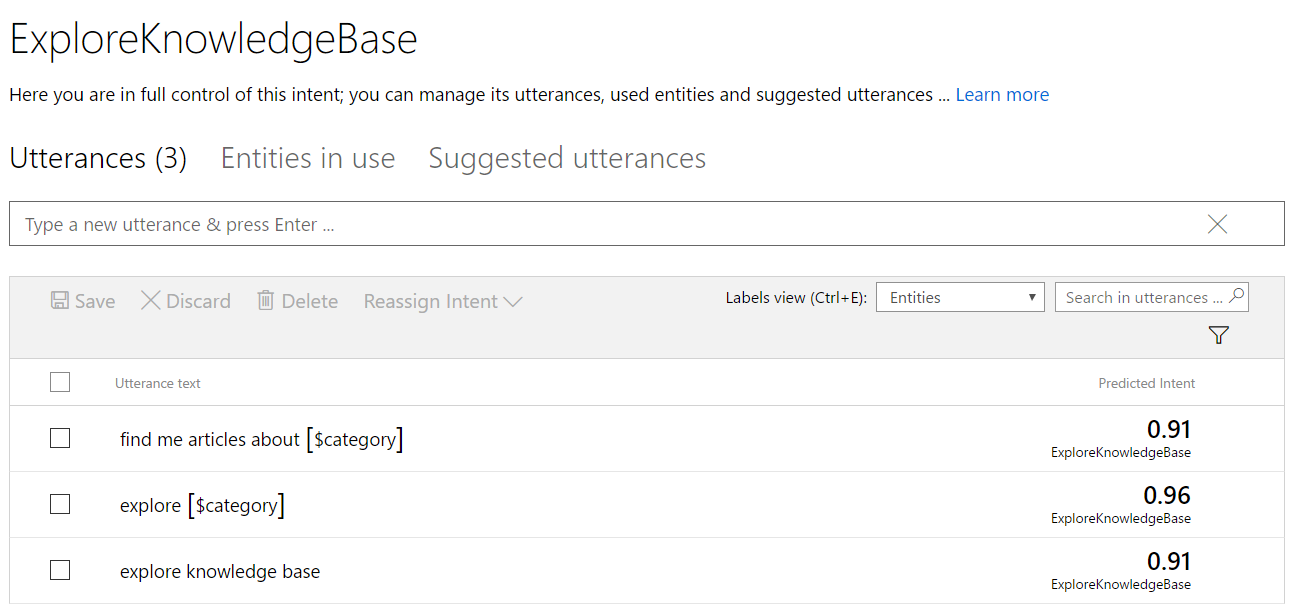 ExploreKnowledgeBase
Here you are in full control of this intent; you can manage its utterances, used entities and suggested utterances ... Learn more
Utterances (3) Entities in use Suggested utterances
Type a new utterance & press Enter ...
Save Discard Delete Reassign Intent Labels view (Ctrl+E): Entities Search in utterances ...
Utterance text Predicted Intent
find me articles about [$category] 0.91
ExploreKnowledgeBase
explore [$category] 0.96
ExploreKnowledgeBase
explore knowledge base 0.91
ExploreKnowledgeBase